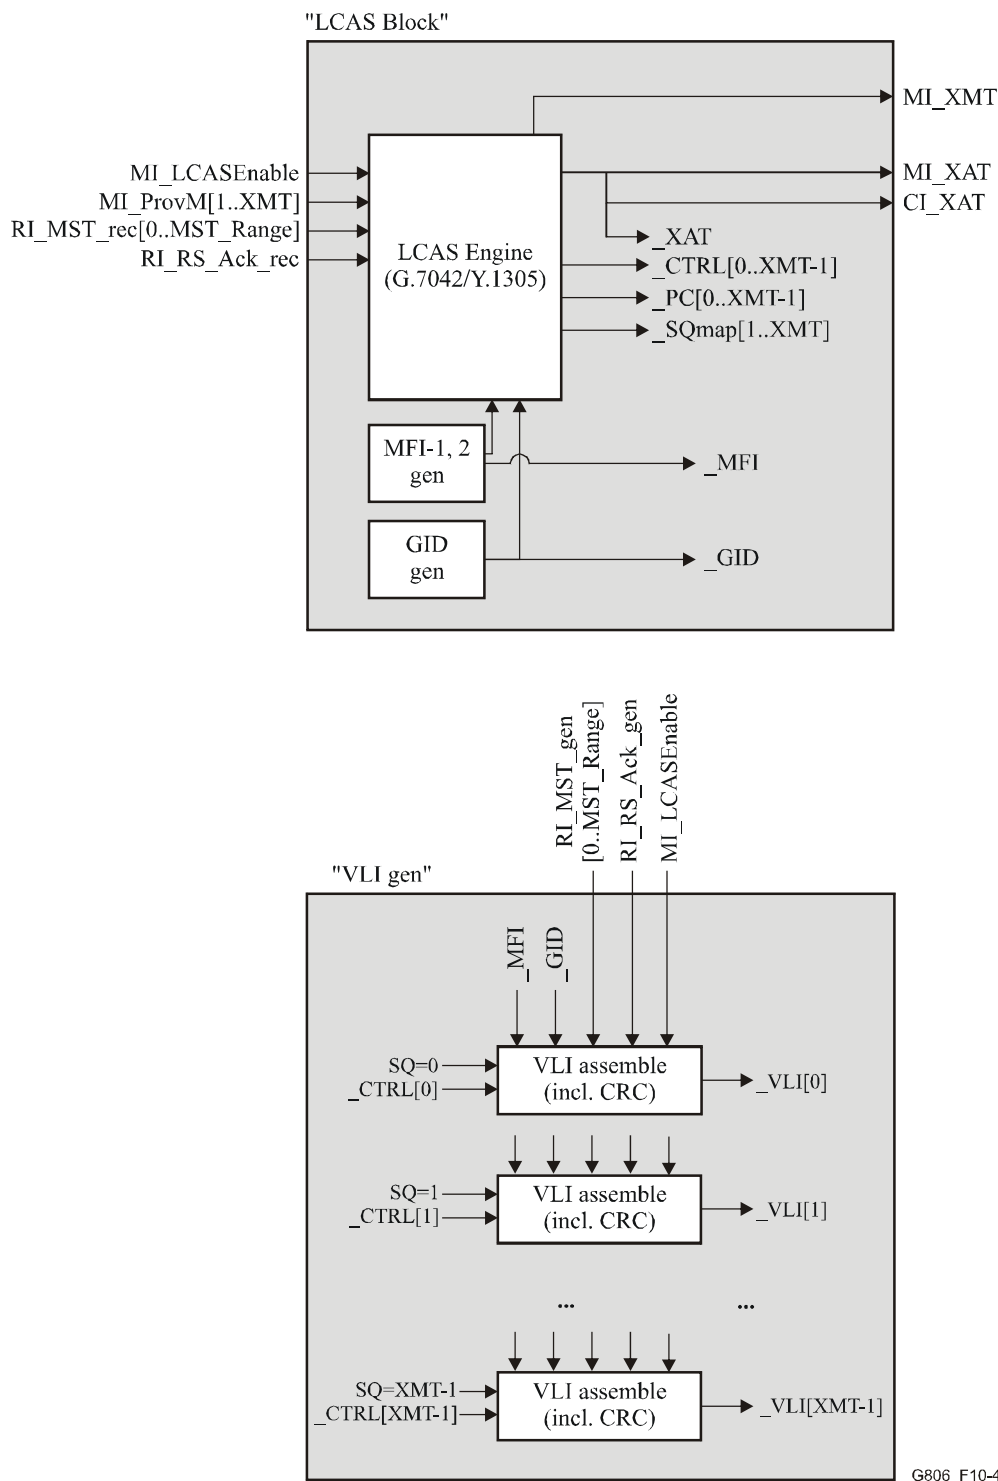 "LCAS Block"
MI_XMT
MI_LCASEnable
MI_ProvM[1..XMT]
RI_MST_rec[0..MST_Range]
RI_RS_Ack_rec
LCAS Engine
(G.7042/Y.1305)
MI_XAT
CI_XAT
_XAT
_CTRL[0..XMT-1]
_PC[0..XMT-1]
_SQmap[1..XMT]
MFI-1, 2
gen
_MFI
GID
gen
_GID
RI_MST_gen
[0..MST_Range]
RI_RS_Ack_gen
MI_LCASEnable
"VLI gen"
_MFI
_GID
SQ=0
_CTRL[0]
VLI assemble
(incl. CRC)
_VLI[0]
SQ=1
_CTRL[1]
VLI assemble
(incl. CRC)
_VLI[1]
...
...
SQ=XMT-1
_CTRL[XMT-1]
VLI assemble
(incl. CRC)
_VLI[XMT-1]
G806_F10-4